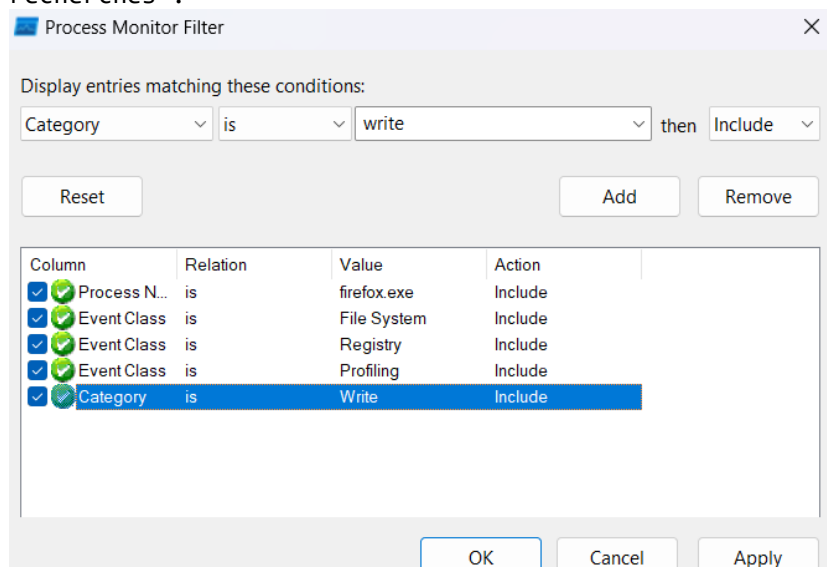 Process Monitor Filter
Display entries matching these conditions:
Category is write then Include
Reset Add Remove
Column Relation Value Action
Process N... is firefox.exe Include
Event Class is File System Include
Event Class is Registry Include
Event Class is Profiling Include
Category is Write Include
OK Cancel Apply